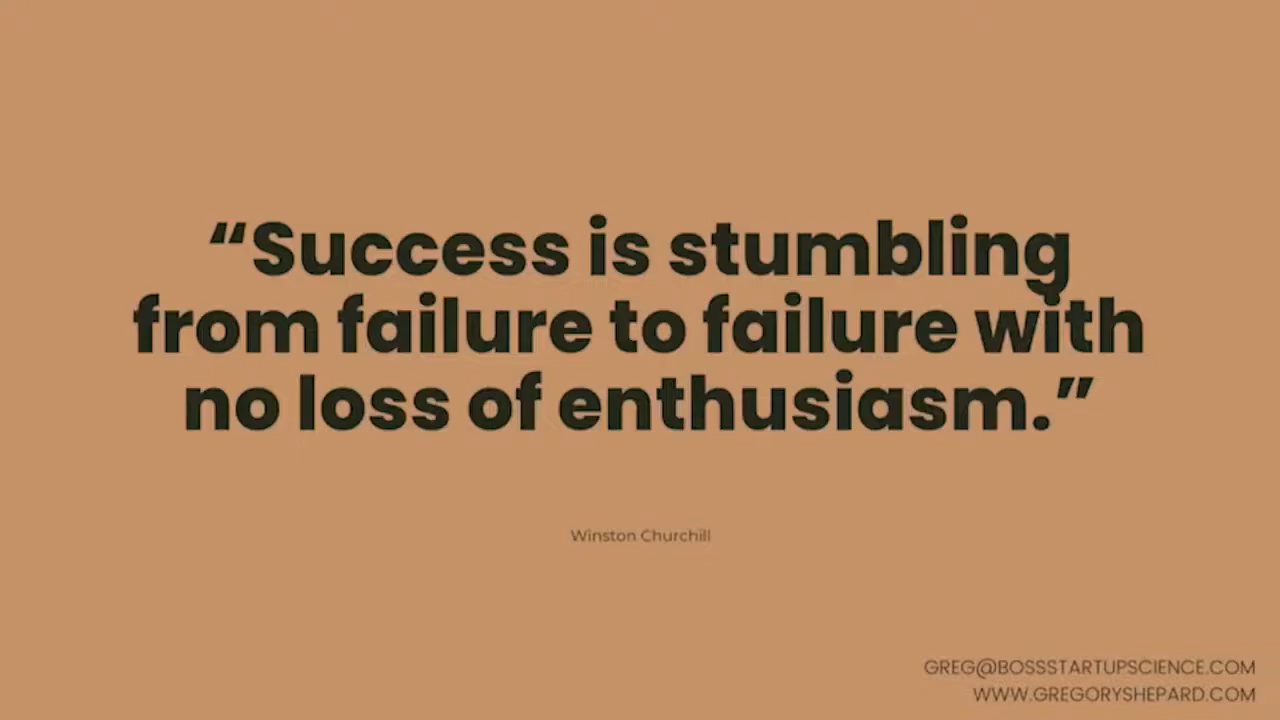 “Success is stumbling
from failure to failure with
no loss of enthusiasm.”
Winston Churchill
GREG@BOSSSTARTUPSCIENCE.COM
WWW.GREGORYSHEPARD.COM